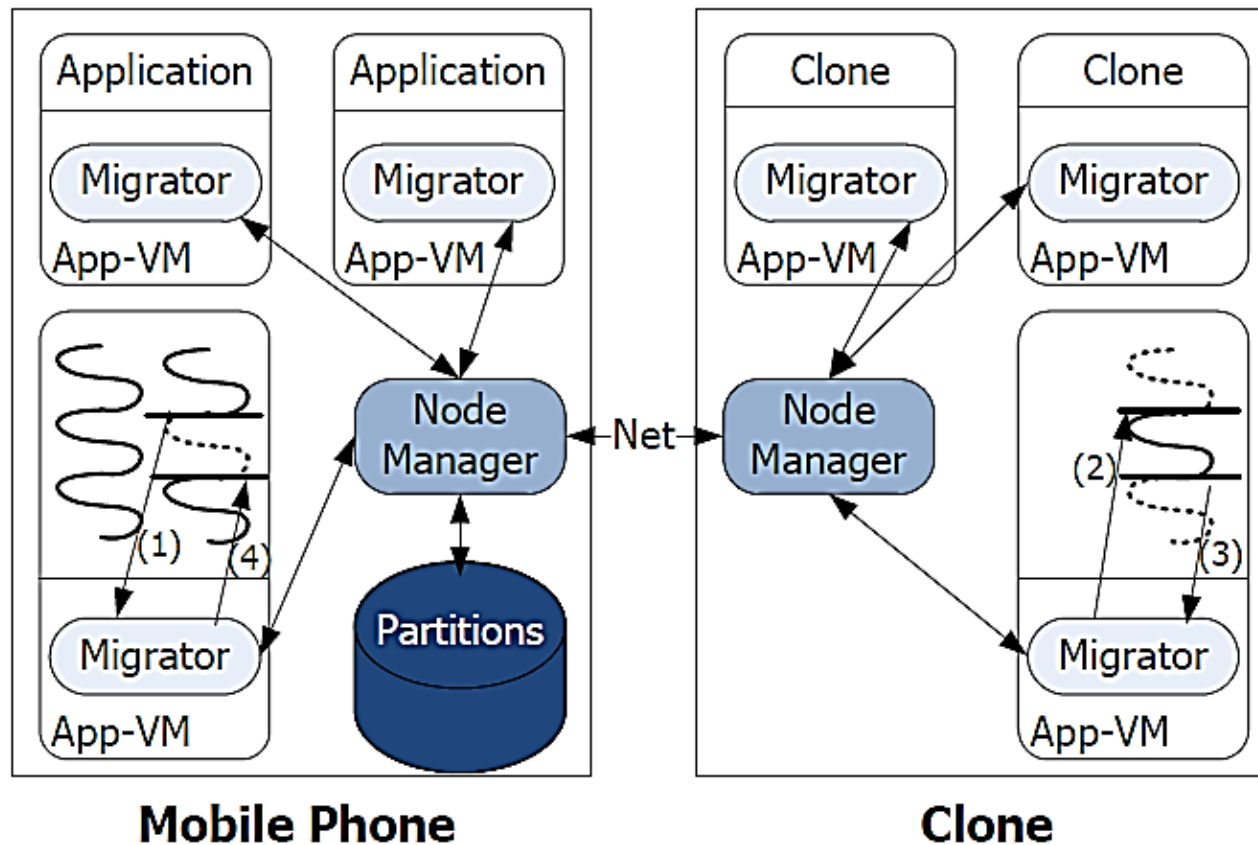 Application
Migrator
App-VM
Application
Migrator
App-VM
Clone
Migrator
App-VM
Clone
Migrator
App-VM
(1)
(4)
Migrator
App-VM
Node
Manager
Partitions
Net
Node
Manager
(2)
(3)
Migrator
App-VM
Mobile Phone
Clone